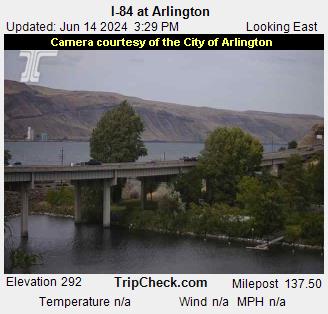 I-84 at Arlington
Updated: Jun 14 2024 3:29 PM Looking East
Camera courtesy of the City of Arlington
Elevation 292 TripCheck.com Milepost 137.50
Temperature n/a Wind n/a MPH n/a